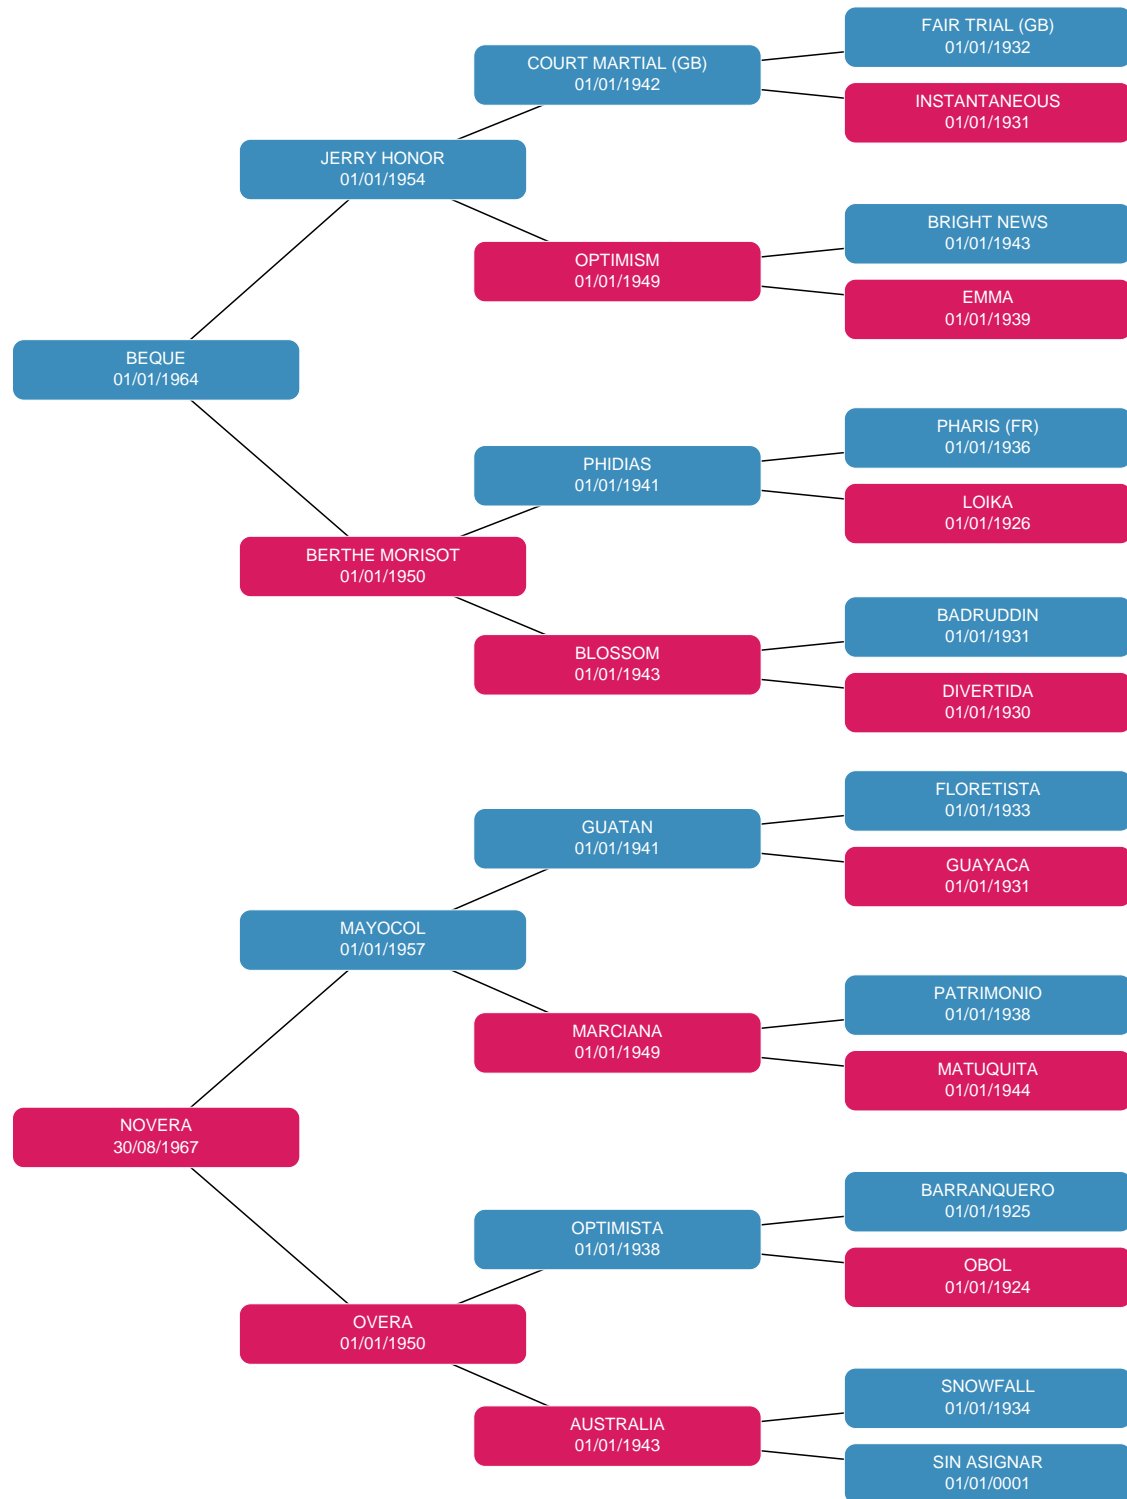 FAIR TRIAL (GB)
01/01/1932
COURT MARTIAL (GB)
01/01/1942
INSTANTANEOUS
01/01/1931
JERRY HONOR
01/01/1954
BRIGHT NEWS
01/01/1943
OPTIMISM
01/01/1949
EMMA
01/01/1939
BEQUE
01/01/1964
PHARIS (FR)
01/01/1936
PHIDIAS
01/01/1941
LOIKA
01/01/1926
BERTHE MORISOT
01/01/1950
BADRUDDIN
01/01/1931
BLOSSOM
01/01/1943
DIVERTIDA
01/01/1930
FLORETISTA
01/01/1933
GUATAN
01/01/1941
GUAYACA
01/01/1931
MAYOCOL
01/01/1957
PATRIMONIO
01/01/1938
MARCIANA
01/01/1949
MATUQUITA
01/01/1944
NOVERA
30/08/1967
BARRANQUERO
01/01/1925
OPTIMISTA
01/01/1938
OBOL
01/01/1924
OVERA
01/01/1950
SNOWFALL
01/01/1934
AUSTRALIA
01/01/1943
SIN ASIGNAR
01/01/0001